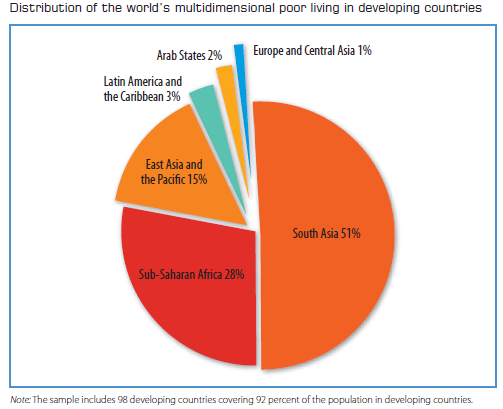 Distribution of the world's multidimensional poor living in developing countries
Arab States 2%
Europe and Central Asia 1%
Latin America and
the Caribbean 3%
East Asia and
the Pacific 15%
South Asia 51%
Sub-Saharan Africa 28%
Note: The sample includes 98 developing countries covering 92 percent of the population in developing countries.